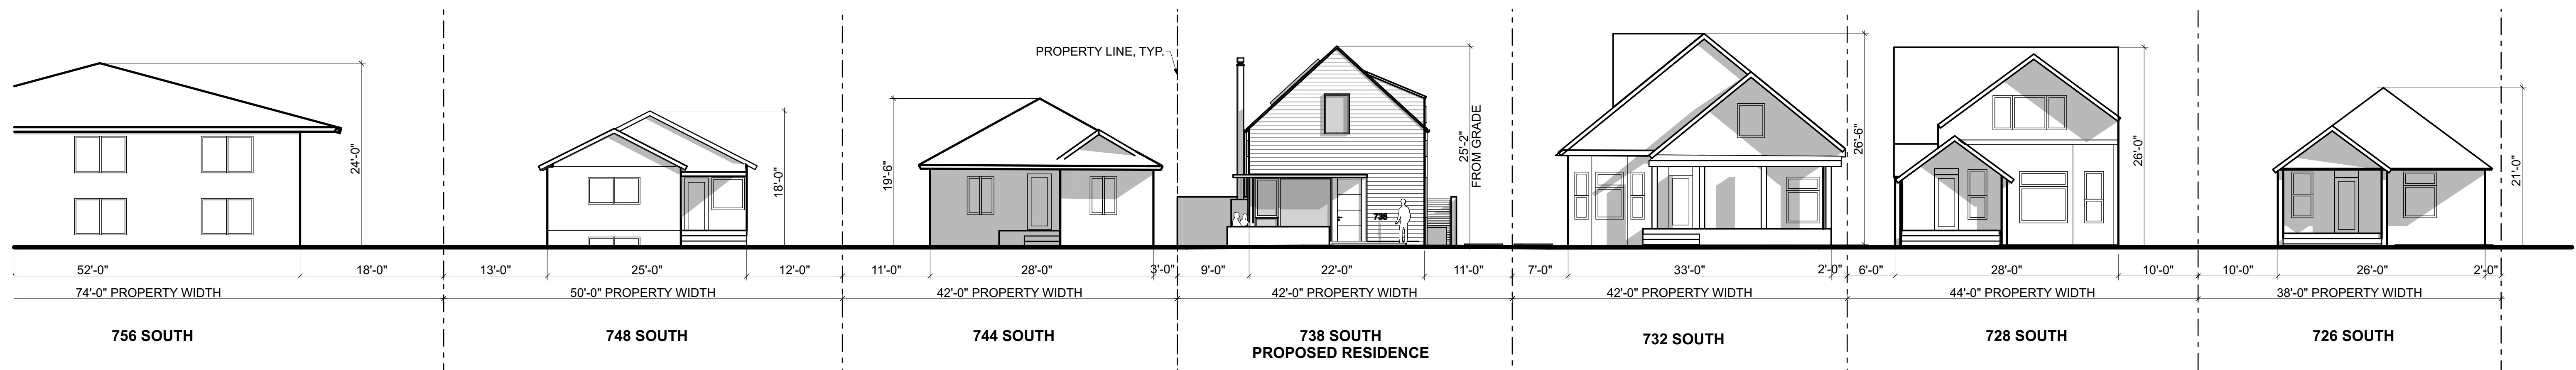 PROPERTY LINE, TYP.
24'-0"
18'-0"
19'-6"
25'-2"
FROM GRADE
26'-6"
26'-0"
21'-0"
738
52'-0" 18'-0" 13'-0" 25'-0" 12'-0" 11'-0" 28'-0" 3'-0" 9'-0" 22'-0" 11'-0" 7'-0" 33'-0" 2'-0" 6'-0" 28'-0" 10'-0" 10'-0" 26'-0" 2'-0"
74'-0" PROPERTY WIDTH 50'-0" PROPERTY WIDTH 42'-0" PROPERTY WIDTH 42'-0" PROPERTY WIDTH 42'-0" PROPERTY WIDTH 44'-0" PROPERTY WIDTH 38'-0" PROPERTY WIDTH
756 SOUTH 748 SOUTH 744 SOUTH 738 SOUTH 732 SOUTH 728 SOUTH 726 SOUTH
PROPOSED RESIDENCE